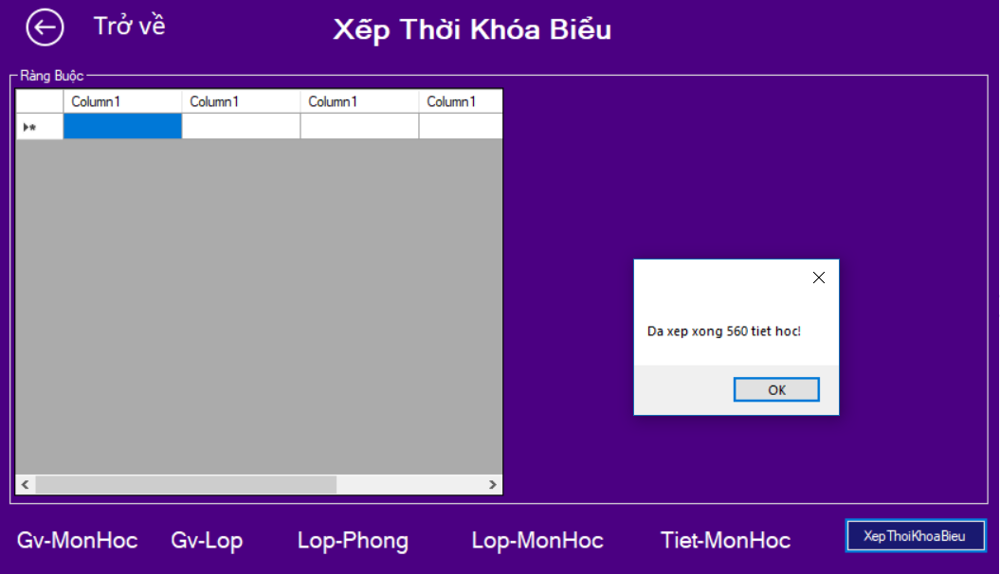 Trở về
Xếp Thời Khóa Biểu
Ràng Buộc
Column1 Column1 Column1 Column1
Da xep xong 560 tiet hoc!
OK
Gv-MonHoc Gv-Lop Lop-Phong Lop-MonHoc Tiet-MonHoc XepThoiKhoaBieu